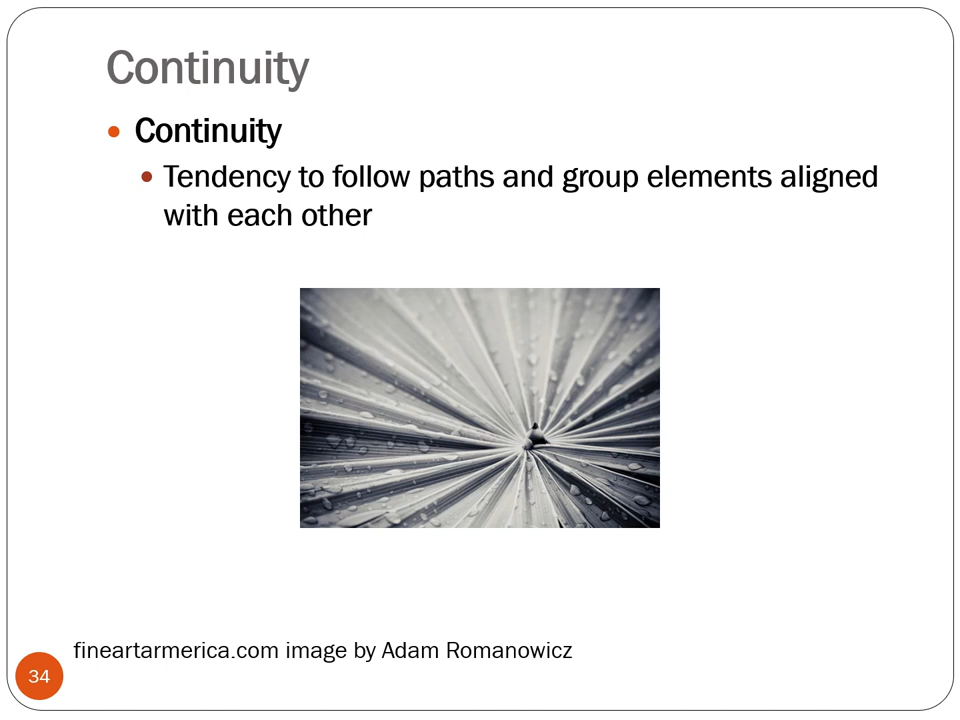 Continuity
Continuity
Tendency to follow paths and group elements aligned
with each other
fineartarmerica.com image by Adam Romanowicz
34